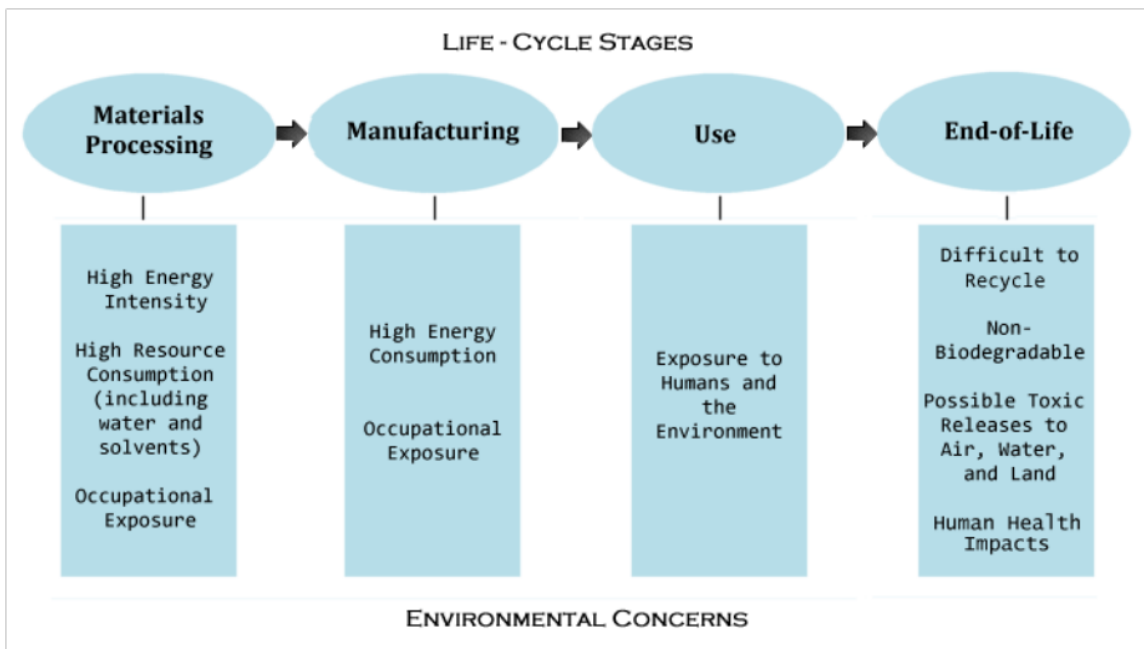 LIFE - CYCLE STAGES
Materials
Processing
Manufacturing
Use
End-of-Life
High Energy
Intensity
High Resource
Consumption
(including
water and
solvents)
Occupational
Exposure
High Energy
Consumption
Occupational
Exposure
Exposure to
Humans and
the
Environment
Difficult to
Recycle
Non-
Biodegradable
Possible Toxic
Releases to
Air, Water,
and Land
Human Health
Impacts
ENVIRONMENTAL CONCERNS